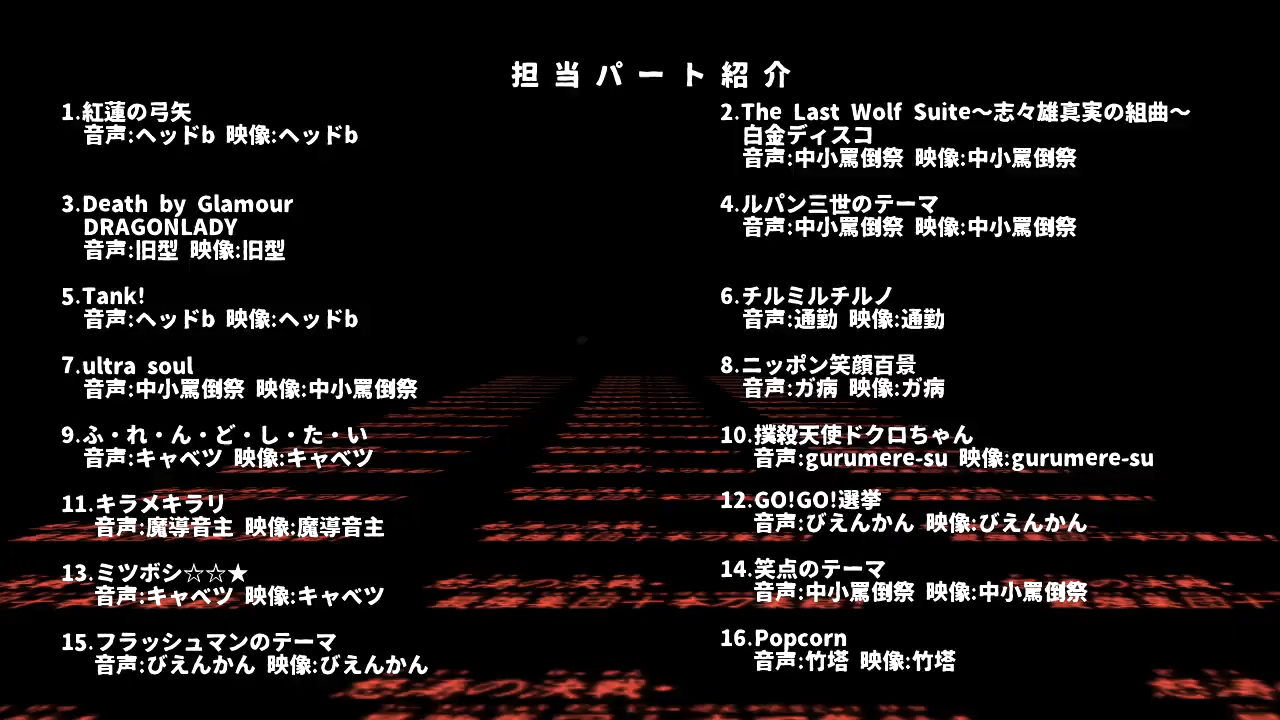 担当パート紹介
1.紅蓮の弓矢
音声:ヘッドb 映像:ヘッドb
2.The Last Wolf Suite～志々雄真実の組曲～
白金ディスコ
音声:中小罵倒祭 映像:中小罵倒祭
3.Death by Glamour
DRAGONLADY
音声:旧型 映像:旧型
4.ルパン三世のテーマ
音声:中小罵倒祭 映像:中小罵倒祭
5.Tank!
音声:ヘッドb 映像:ヘッドb
6.チルミルチルノ
音声:通勤 映像:通勤
7.ultra soul
音声:中小罵倒祭 映像:中小罵倒祭
8.ニッポン笑顔百景
音声:ガ病 映像:ガ病
9.ふ・れ・ん・ど・し・た・い
音声:キャベツ 映像:キャベツ
10.撲殺天使ドクロちゃん
音声:gurumere-su 映像:gurumere-su
11.キラメキラリ
音声:魔導音主 映像:魔導音主
12.GO!GO!選挙
音声:びえんかん 映像:びえんかん
13.ミツボシ☆☆★
音声:キャベツ 映像:キャベツ
14.笑点のテーマ
音声:中小罵倒祭 映像:中小罵倒祭
15.フラッシュマンのテーマ
音声:びえんかん 映像:びえんかん
16.Popcorn
音声:竹塔 映像:竹塔